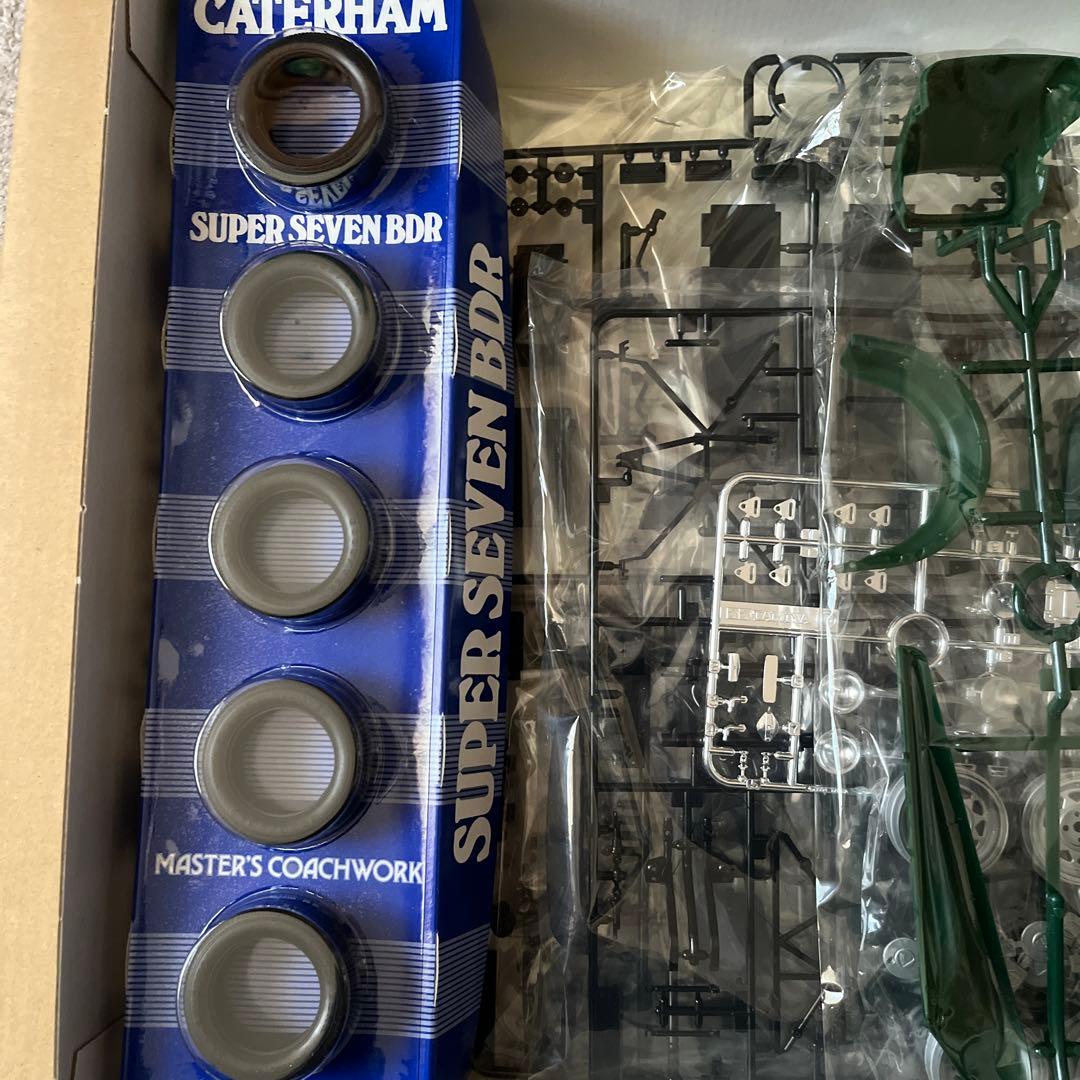 CATERHAM
SUPER SEVEN BDR
SUPER SEVEN BDR
MASTER'S COACHWORK